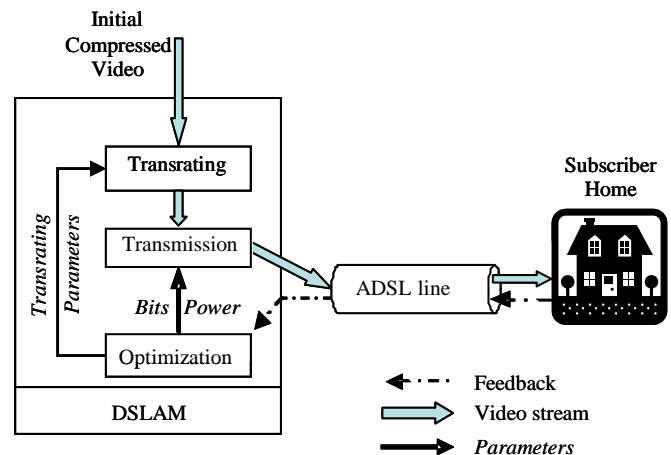 Initial
Compressed
Video
Transrating
Transmission
Transrating
Parameters
Bits Power
Optimization
DSLAM
ADSL line
Subscriber
Home
Feedback
Video stream
Parameters